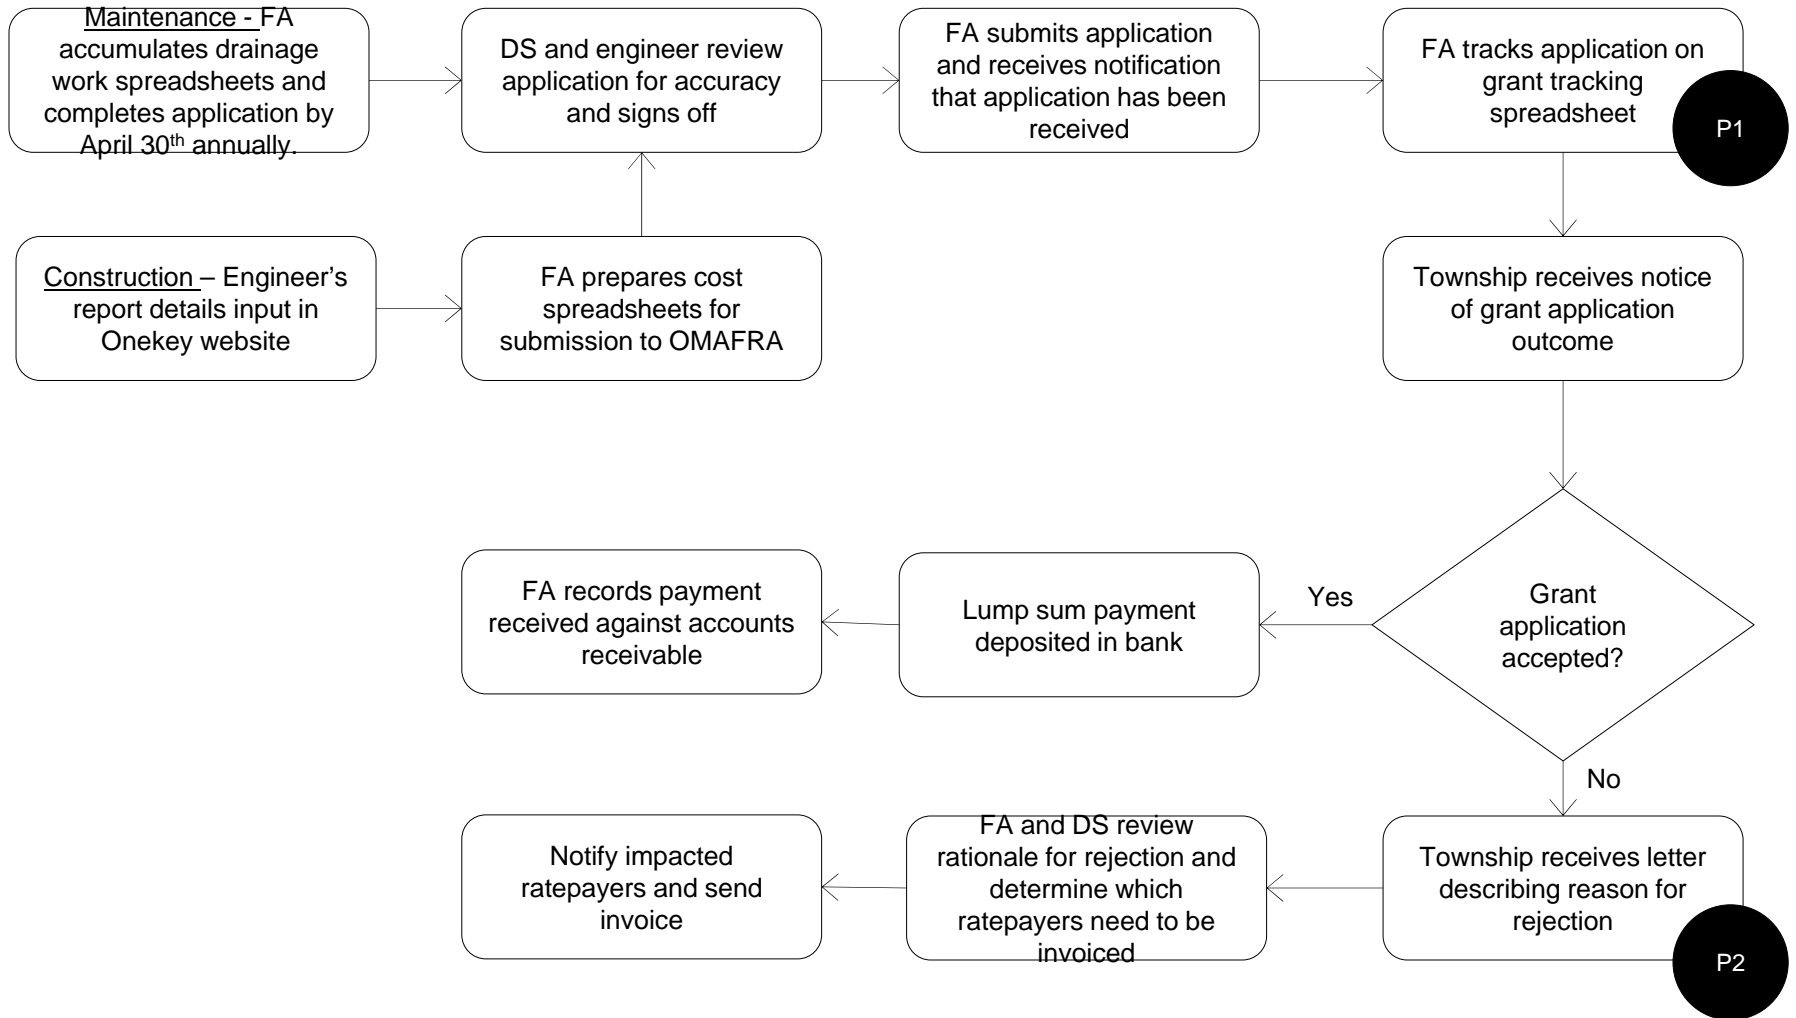 Maintenance - FA
accumulates drainage
work spreadsheets and
completes application by
April 30th annually.
DS and engineer review
application for accuracy
and signs off
FA submits application
and receives notification
that application has been
received
FA tracks application on
grant tracking
spreadsheet
P1
Construction – Engineer’s
report details input in
Onekey website
FA prepares cost
spreadsheets for
submission to OMAFRA
Township receives notice
of grant application
outcome
Grant
application
accepted?
Yes
Lump sum payment
deposited in bank
FA records payment
received against accounts
receivable
No
Township receives letter
describing reason for
rejection
P2
FA and DS review
rationale for rejection and
determine which
ratepayers need to be
invoiced
Notify impacted
ratepayers and send
invoice